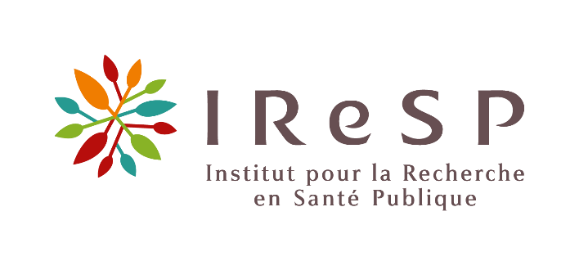 IReSP
Institut pour la Recherche
en Santé Publique